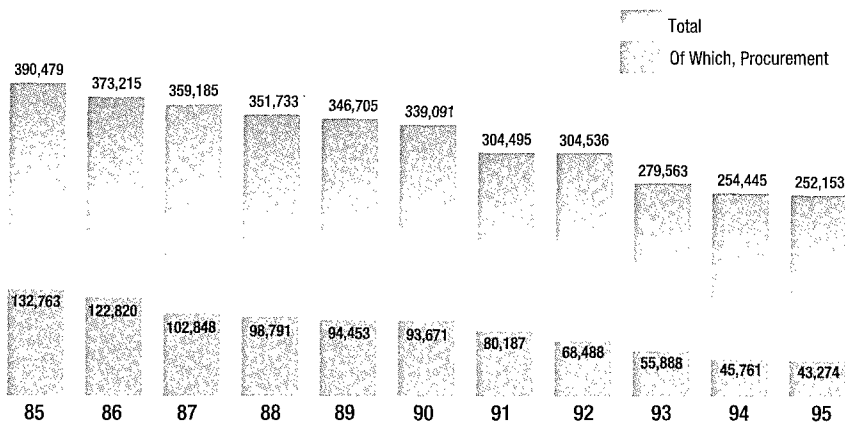 Total
Of Which, Procurement
390,479 373,215 359,185 351,733 346,705 339,091 304,495 304,536 279,563 254,445 252,153
132,763 122,820 102,848 98,791 94,453 93,671 80,187 68,488 55,888 45,761 43,274
85 86 87 88 89 90 91 92 93 94 95